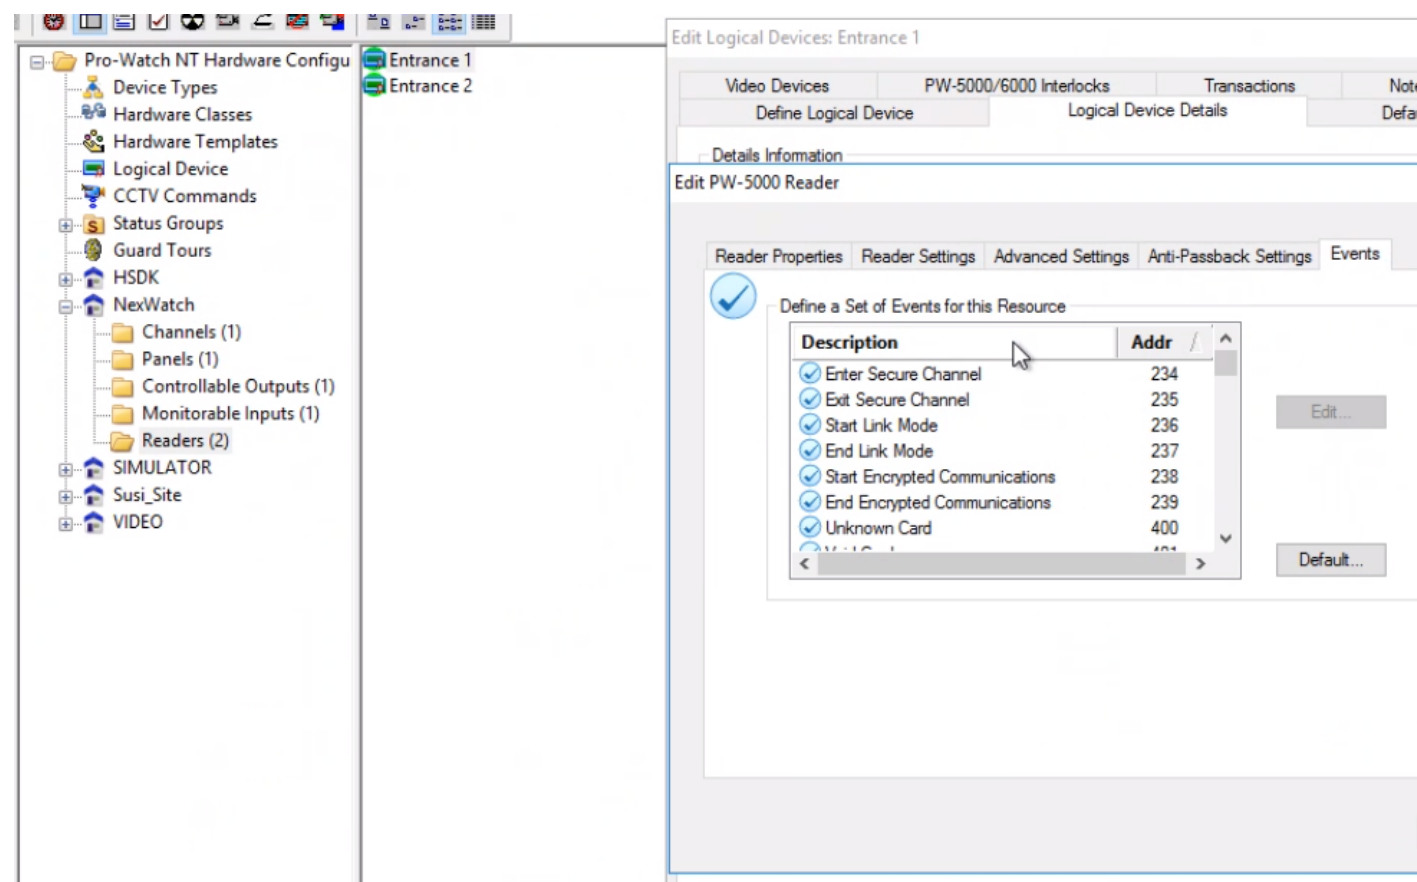 Pro-Watch NT Hardware Configu
Device Types
Hardware Classes
Hardware Templates
Logical Device
CCTV Commands
Status Groups
Guard Tours
HSDK
NexWatch
Channels (1)
Panels (1)
Controllable Outputs (1)
Monitorable Inputs (1)
Readers (2)
SIMULATOR
Susi_Site
VIDEO
Entrance 1
Entrance 2
Edit Logical Devices: Entrance 1
Video Devices PW-5000/6000 Interlocks Transactions Note
Define Logical Device Logical Device Details Defau
Details Information
Edit PW-5000 Reader
Reader Properties Reader Settings Advanced Settings Anti-Passback Settings Events
Define a Set of Events for this Resource
Description Addr
Enter Secure Channel 234
Exit Secure Channel 235
Start Link Mode 236
End Link Mode 237
Start Encrypted Communications 238
End Encrypted Communications 239
Unknown Card 400
Edit...
Default...